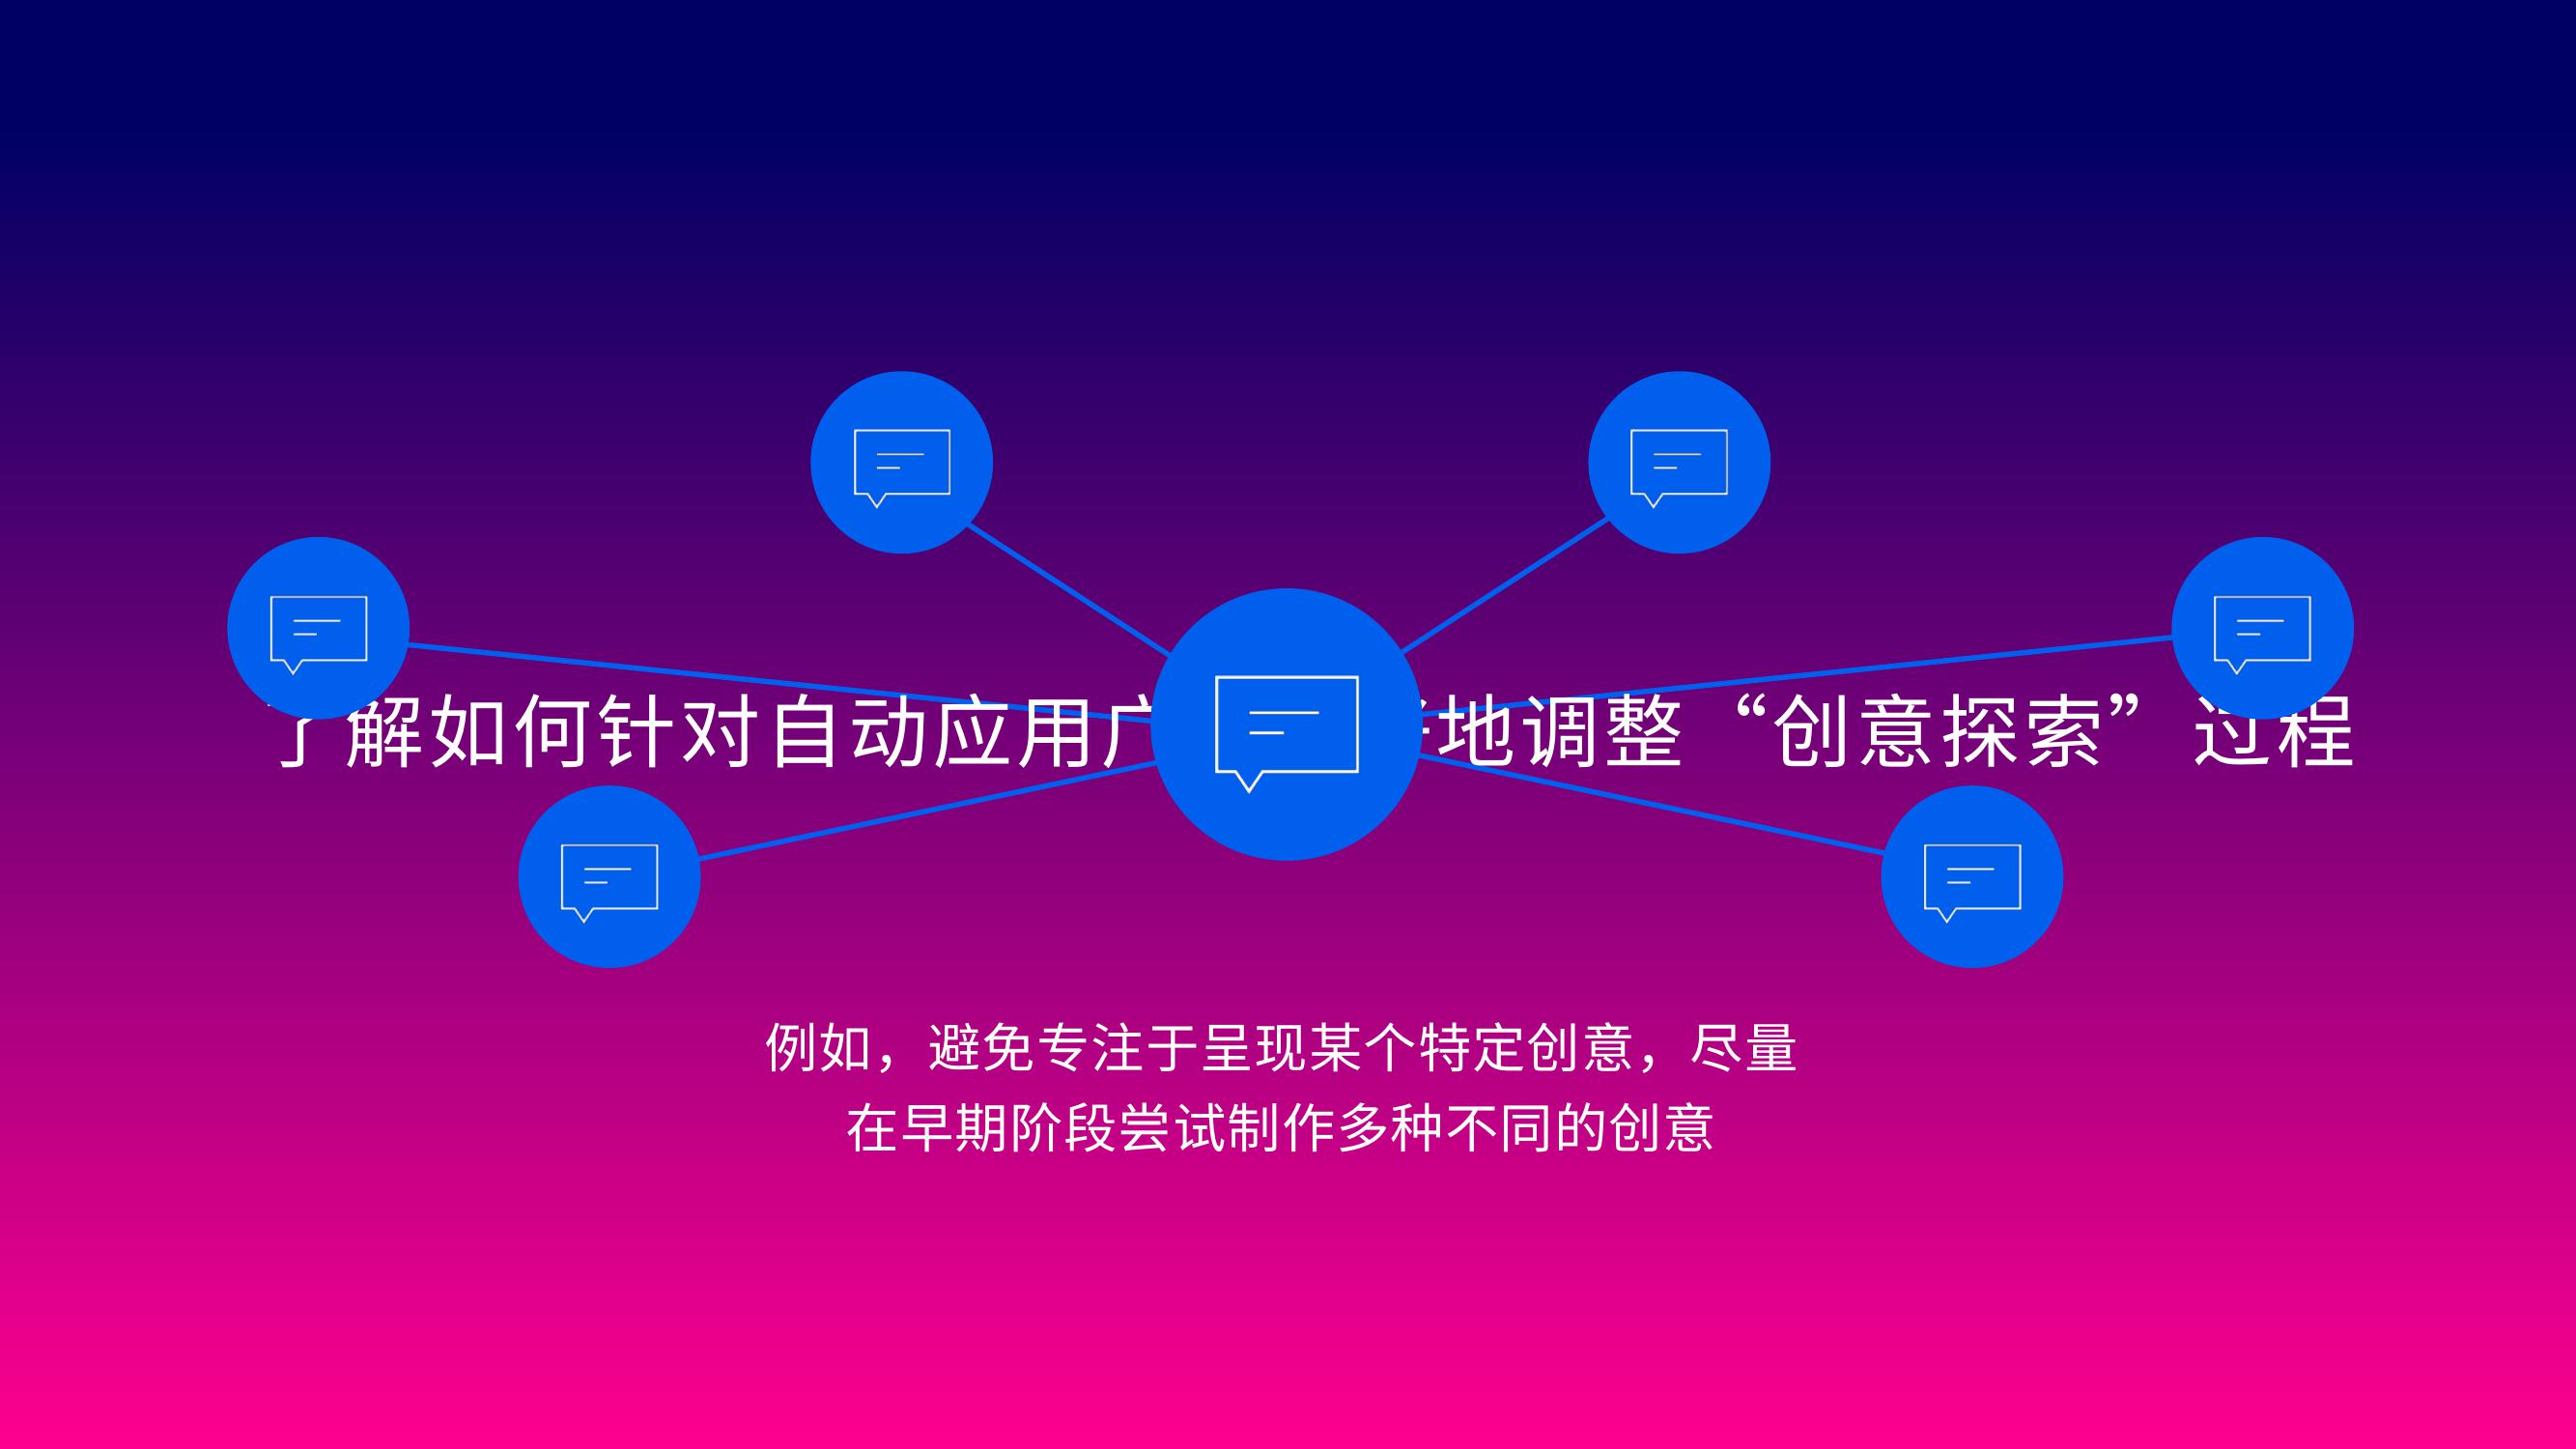 了解如何针对自动应用广地调整“创意探索”过程
例如，避免专注于呈现某个特定创意，尽量
在早期阶段尝试制作多种不同的创意